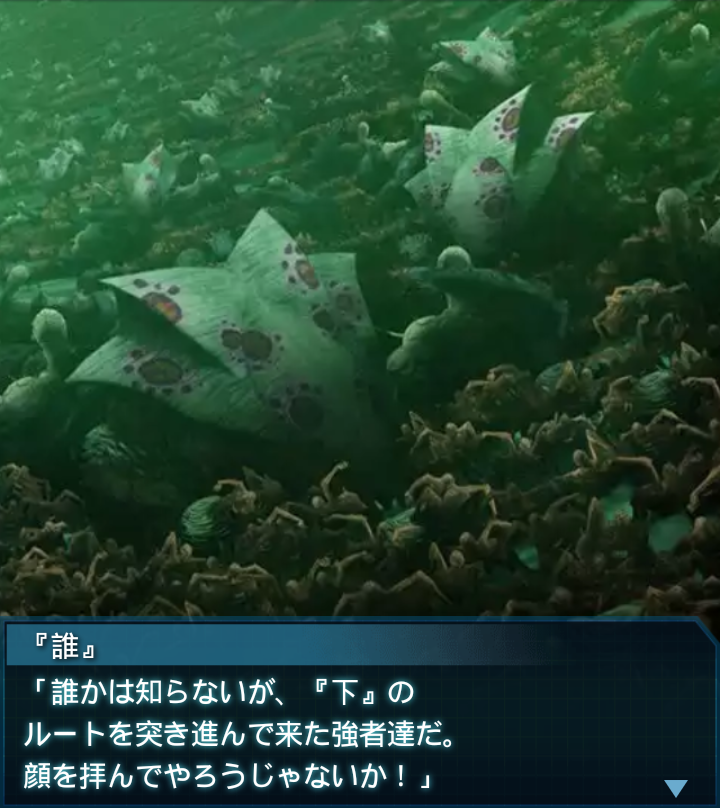 『誰』
「誰かは知らないが、『下』の
ルートを突き進んで来た強者達だ。
顔を拝んでやろうじゃないか！」